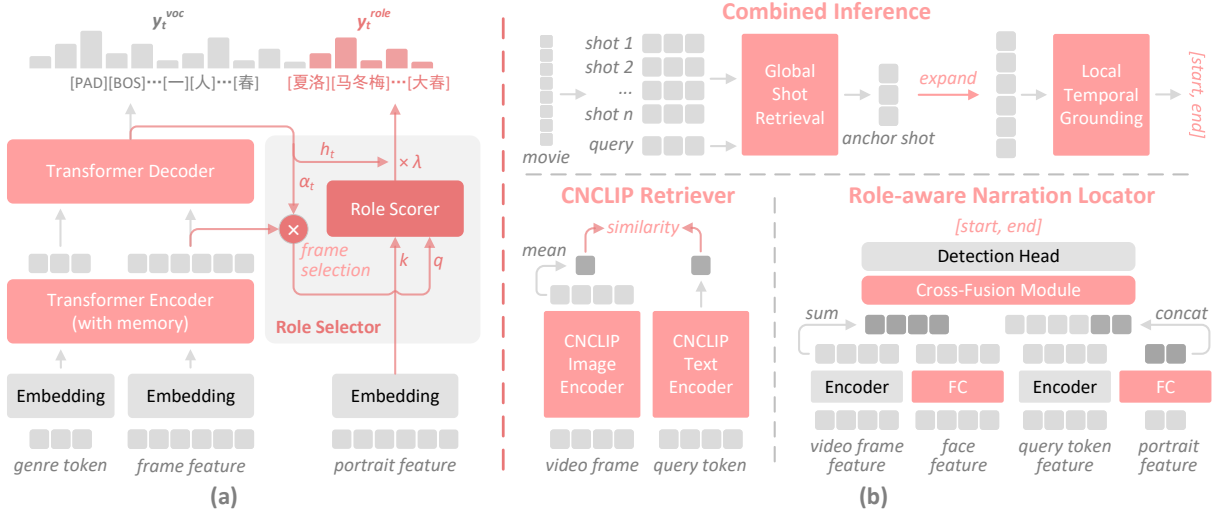 y_t^voc
y_t^role
[PAD][BOS]···[一][人]···[春]
[夏洛][马冬梅]···[大春]
Transformer Decoder
h_t
× λ
α_t
Role Scorer
×
frame
selection
k
q
Transformer Encoder
(with memory)
Role Selector
Embedding
Embedding
Embedding
genre token
frame feature
portrait feature
(a)
Combined Inference
shot 1
shot 2
...
shot n
query
movie
Global
Shot
Retrieval
anchor shot
expand
Local
Temporal
Grounding
[start, end]
CNCLIP Retriever
similarity
mean
CNCLIP
Image
Encoder
CNCLIP
Text
Encoder
video frame
query token
Role-aware Narration Locator
[start, end]
Detection Head
Cross-Fusion Module
sum
concat
Encoder
FC
Encoder
FC
video frame
feature
face
feature
query token
feature
portrait
feature
(b)